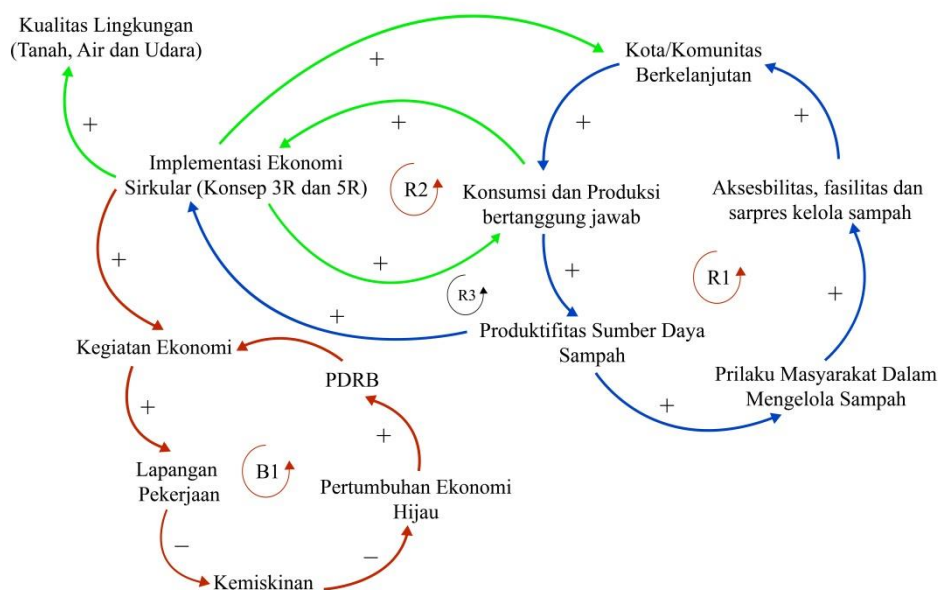 Kualitas Lingkungan
(Tanah, Air dan Udara)
+
+
Kota/Komunitas
Berkelanjutan
+
+
+
Implementasi Ekonomi
Sirkular (Konsep 3R dan 5R)
R2
Konsumsi dan Produksi
bertanggung jawab
Aksesbilitas, fasilitas dan
sarpres kelola sampah
+
+
+
R1
R3
+
+
Produktifitas Sumber Daya
Sampah
Kegiatan Ekonomi
PDRB
Prilaku Masyarakat Dalam
Mengelola Sampah
+
+
+
Lapangan
Pekerjaan
B1
Pertumbuhan Ekonomi
Hijau
–
–
Kemiskinan